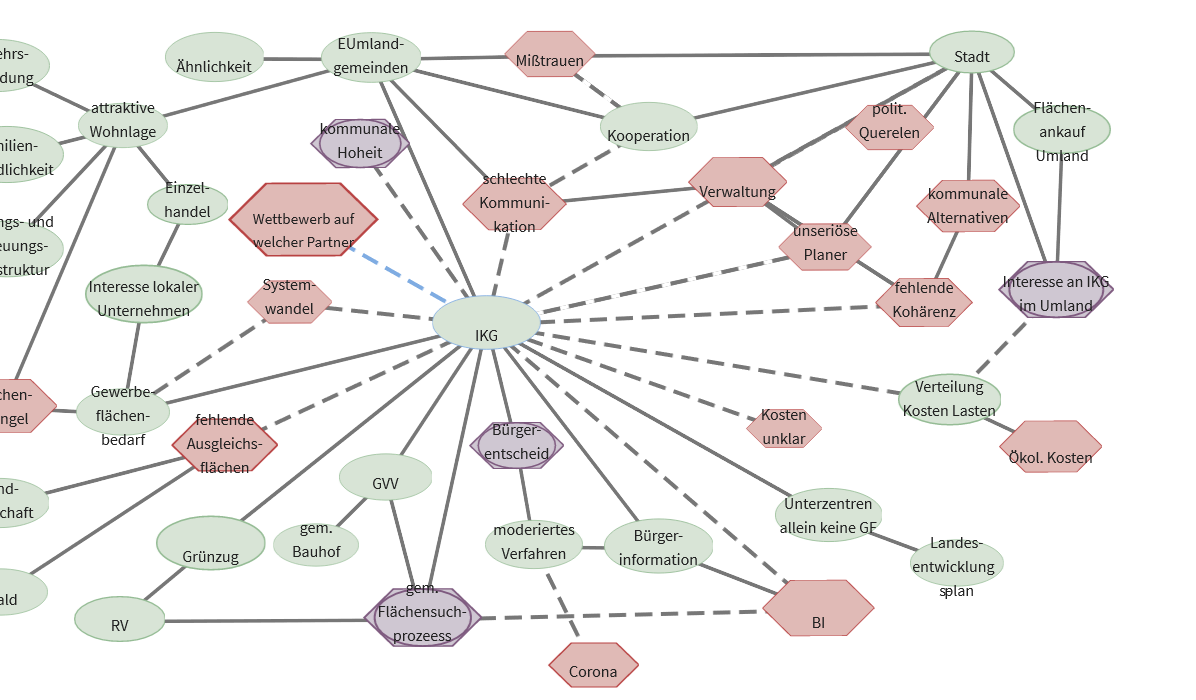 ehrs-
dung
Ähnlichkeit
EUmland-
gemeinden
Mißtrauen
Stadt
attraktive
Wohnlage
kommunale
Hoheit
Kooperation
polit.
Querelen
Flächen-
ankauf
Umland
nilien-
dlichkeit
Einzel-
handel
schlechte
Kommuni-
kation
Verwaltung
kommunale
Alternativen
ngs- und
euungs-
struktur
Wettbewerb auf
welcher Partner
unseriöse
Planer
Interesse lokaler
Unternehmen
System-
wandel
IKG
fehlende
Kohärenz
Interesse an IKG
im Umland
chen-
ngel
Gewerbe-
flächen-
bedarf
fehlende
Ausgleichs-
flächen
Bürger-
entscheid
Kosten
unklar
Verteilung
Kosten Lasten
Ökol. Kosten
nd-
chaft
GVV
Unterzentren
allein keine GE
Grünzug
gem.
Bauhof
moderiertes
Verfahren
Bürger-
information
Landes-
entwicklung
splan
ald
RV
gem.
Flächensuch-
prozeess
BI
Corona